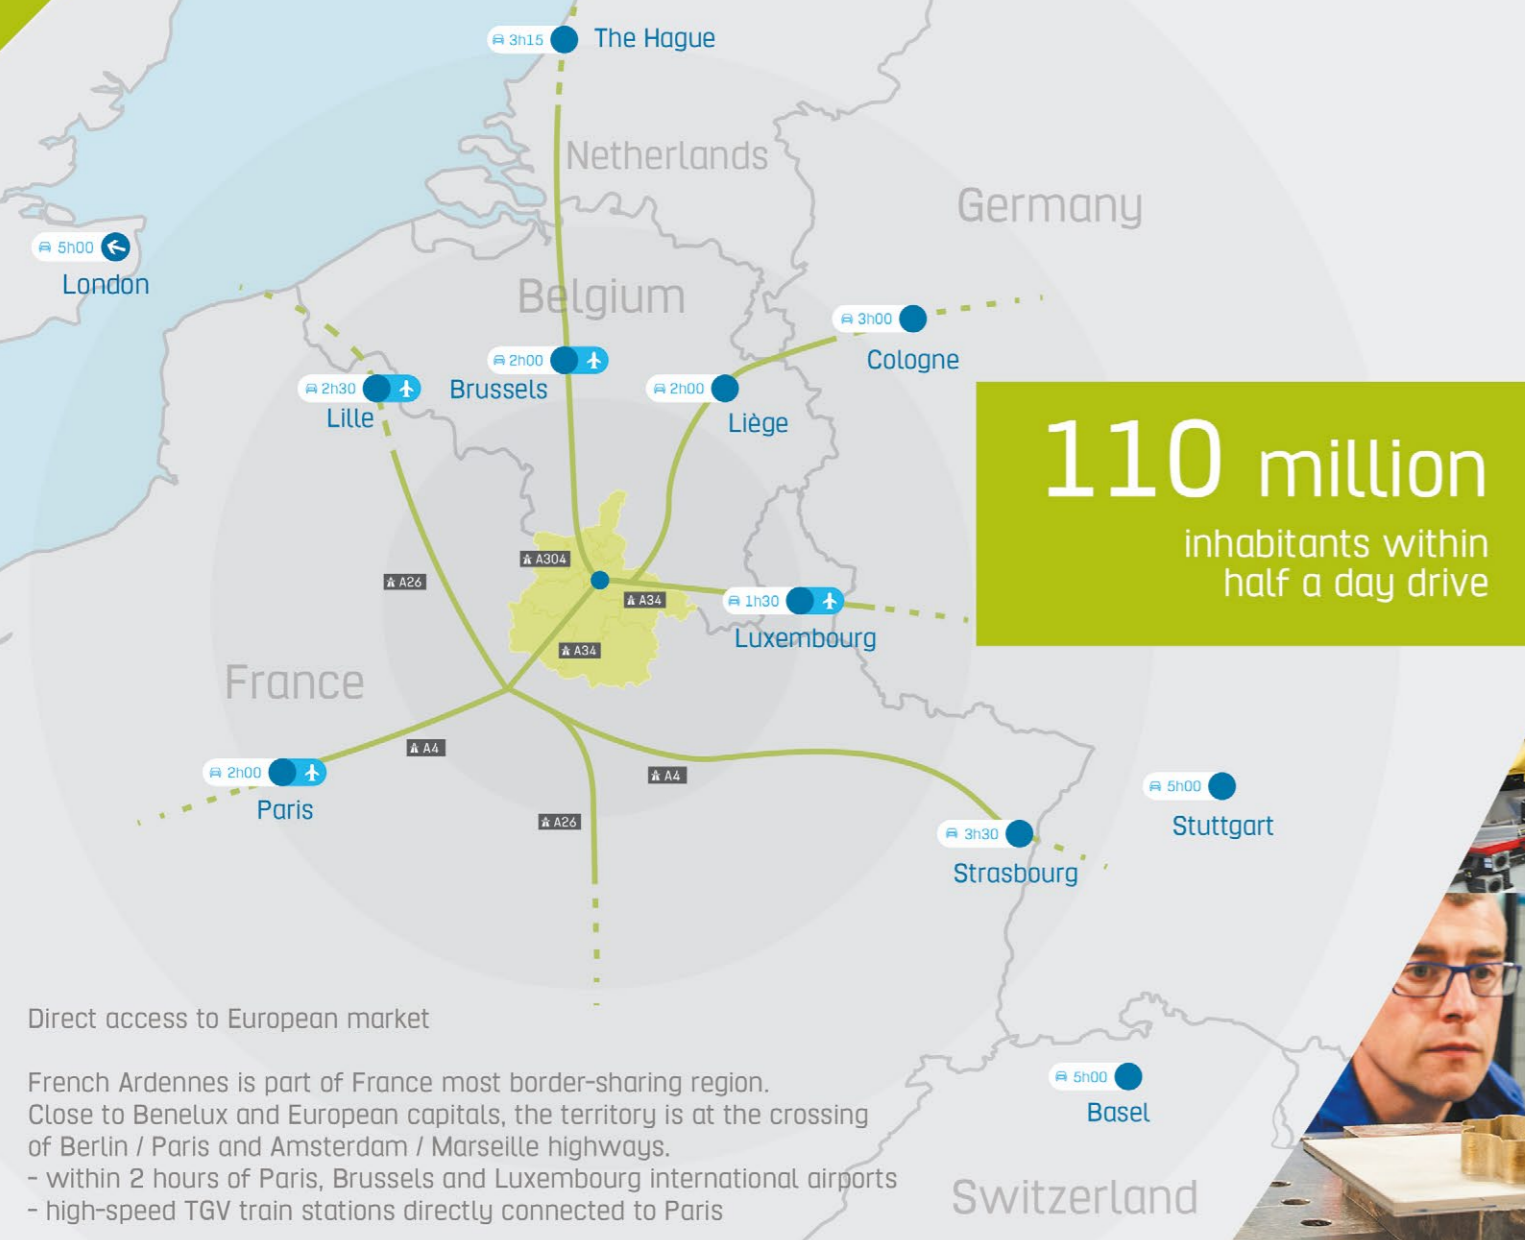 3h15
The Hague
Netherlands
Germany
5h00
London
Belgium
3h00
Cologne
2h00
Brussels
2h30
Lille
2h00
Liège
110 million
inhabitants within
half a day drive
A304
A26
A34
1h30
Luxembourg
A34
France
A4
A4
2h00
Paris
A26
5h00
Stuttgart
3h30
Strasbourg
Direct access to European market
French Ardennes is part of France most border-sharing region.
Close to Benelux and European capitals, the territory is at the crossing
of Berlin / Paris and Amsterdam / Marseille highways.
- within 2 hours of Paris, Brussels and Luxembourg international airports
- high-speed TGV train stations directly connected to Paris
5h00
Basel
Switzerland